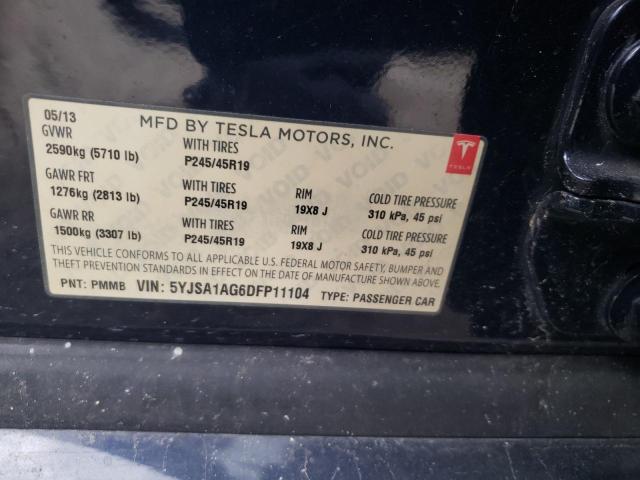 05/13
MFD BY TESLA MOTORS, INC.
GVWR
2590kg (5710 lb)
WITH TIRES
P245/45R19
TESLA
GAWR FRT
1276kg (2813 lb)
WITH TIRES
P245/45R19
RIM
19X8 J
COLD TIRE PRESSURE
310 kPa, 45 psi
GAWR RR
1500kg (3307 lb)
WITH TIRES
P245/45R19
RIM
19X8 J
COLD TIRE PRESSURE
310 kPa, 45 psi
THIS VEHICLE CONFORMS TO ALL APPLICABLE U.S. FEDERAL MOTOR SAFETY, BUMPER AND
THEFT PREVENTION STANDARDS IN EFFECT ON THE DATE OF MANUFACTURE SHOWN ABOVE.
PNT: PMMB VIN: 5YJSA1AG6DFP11104 TYPE: PASSENGER CAR